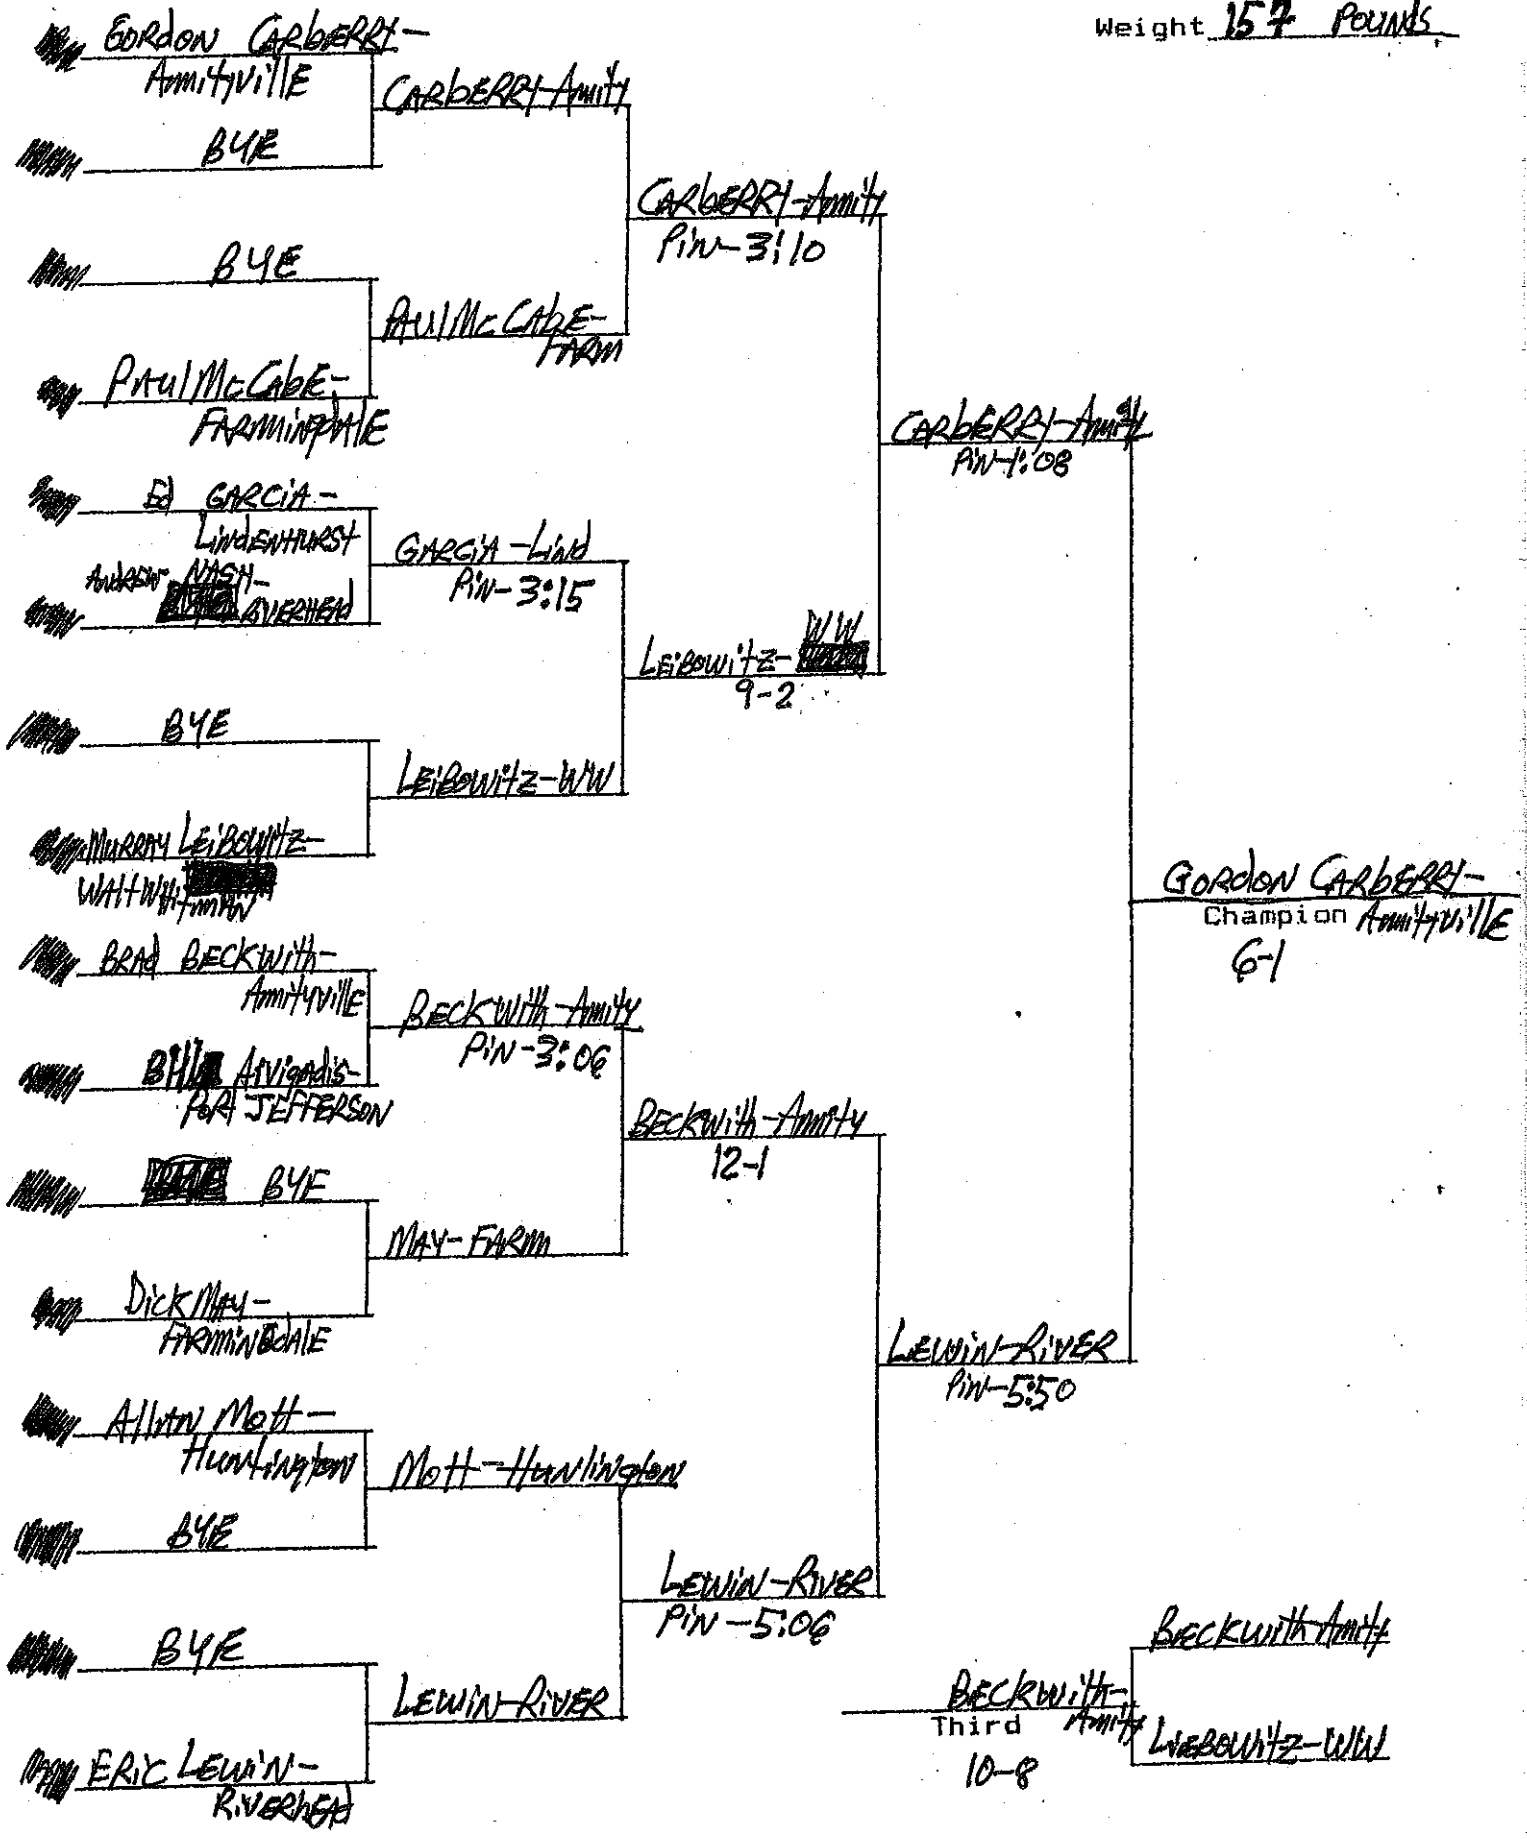 Weight 157 POUNDS
GORDON CARBERRY-
AMITYVILLE
BYE
BYE
PAUL McCABE-
FARMINGDALE
Ed GARCIA-
LINDENHURST
ANDREW NASH-
RIVERHEAD
BYE
MURRAY LEIBOWITZ-
WALT WHITMAN
BRAD BECKWITH-
AMITYVILLE
BILL
PORT JEFFERSON
BYE
DICK MAY-
FARMINGDALE
ALLAN MOTT-
HUNTINGTON
BYE
BYE
ERIC LEWIN-
RIVERHEAD
CARBERRY-AMITY
PAUL McCABE-
FARM
GARCIA-LIND
PIN-3:15
LEIBOWITZ-WW
BECKWITH-AMITY
PIN-3:06
MAY-FARM
MOTT-HUNTINGTON
LEWIN-RIVER
CARBERRY-AMITY
PIN-3:10
LEIBOWITZ-WW
9-2
BECKWITH-AMITY
12-1
LEWIN-RIVER
PIN-5:06
CARBERRY-AMITY
PIN-1:08
LEWIN-RIVER
PIN-5:50
GORDON CARBERRY-
Champion AMITYVILLE
6-1
BECKWITH-AMITY
LIEBOWITZ-WW
BECKWITH-
Third AMITY
10-8